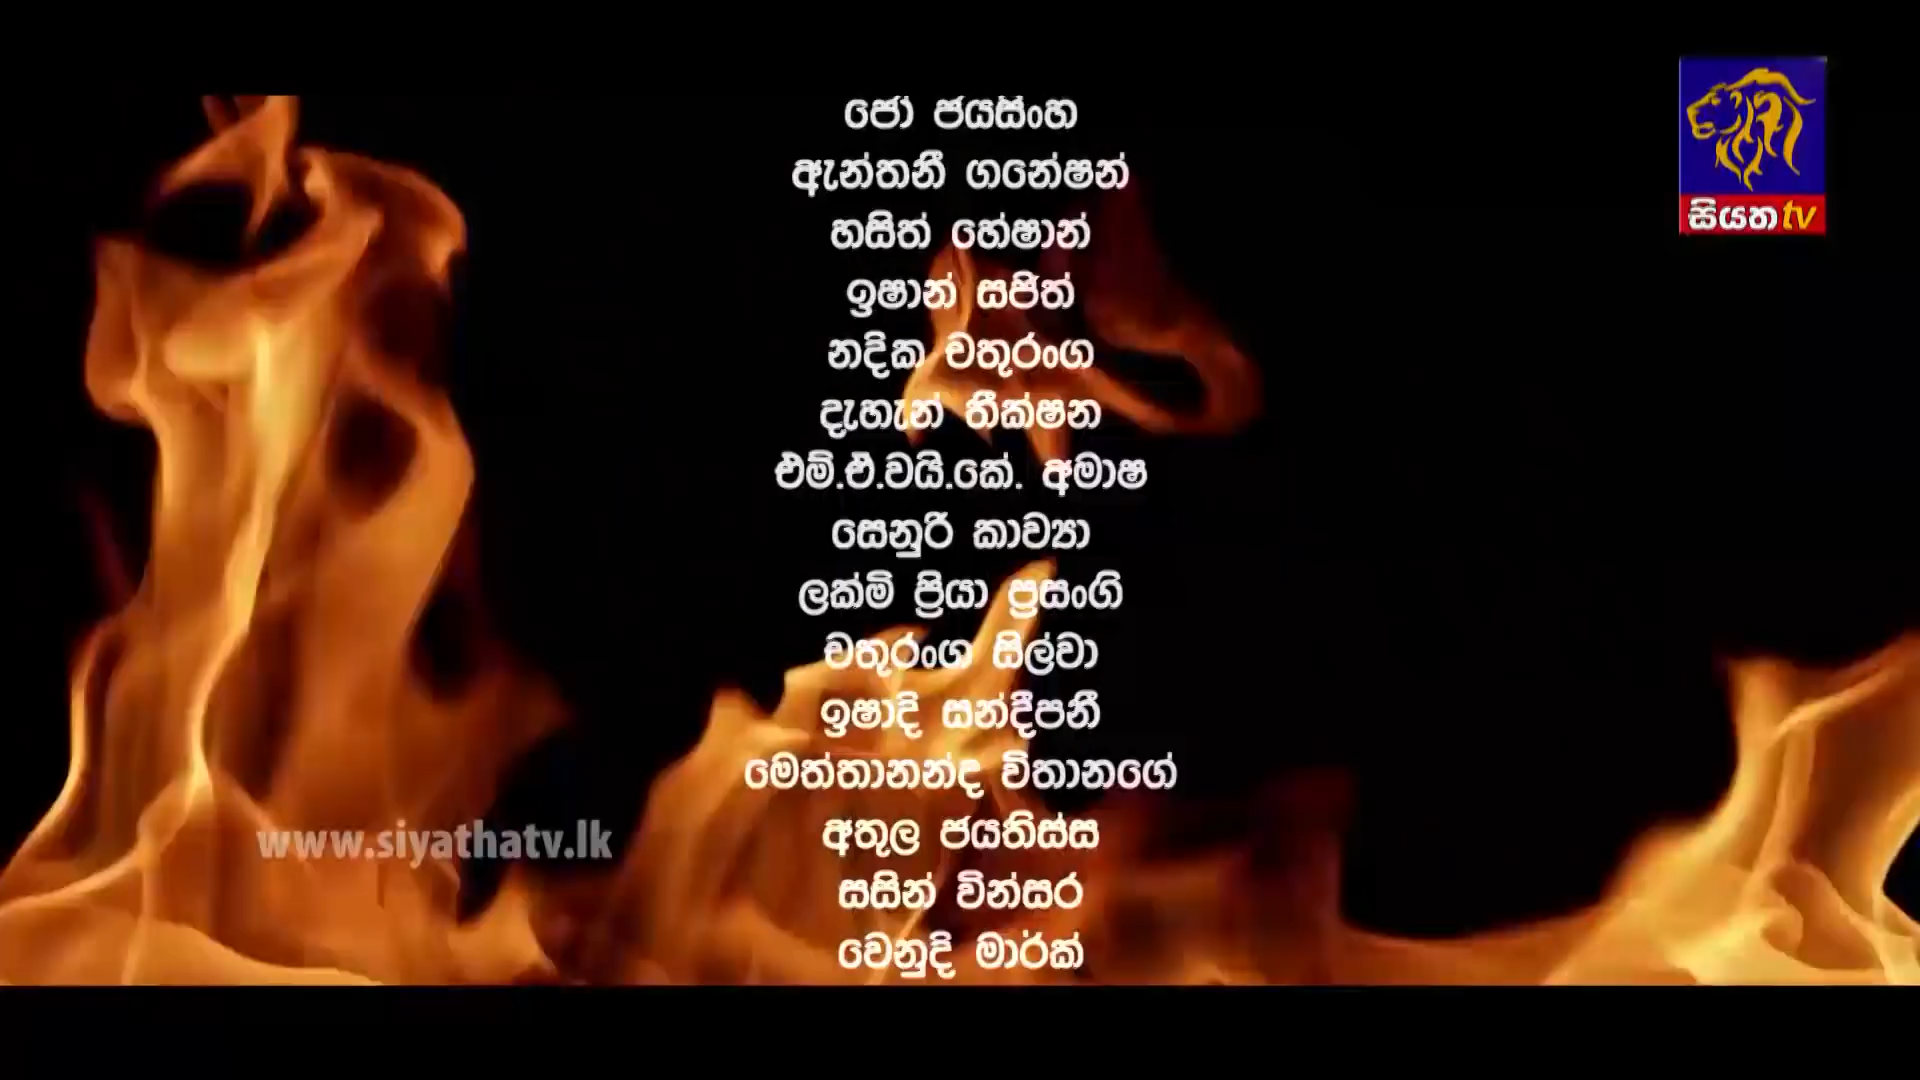 ජෝ ජයසිංහ
ඇන්තනී ගනේෂන්
හසිත් හේෂාන්
ඉෂාන් සජිත්
නදික චතුරංග
දැහැන් තීක්ෂන
එම්.ඒ.වයි.කේ. අමාෂ
සෙනුරි කාව්‍යා
ලක්මි ප්‍රියා ප්‍රසංගි
චතුරංග සිල්වා
ඉෂාදි සන්දීපනී
මෙත්තානන්ද විතානගේ
අතුල ජයතිස්ස
සසින් වින්සර
වෙනුදි මාර්ක්
සියත tv
www.siyathatv.lk